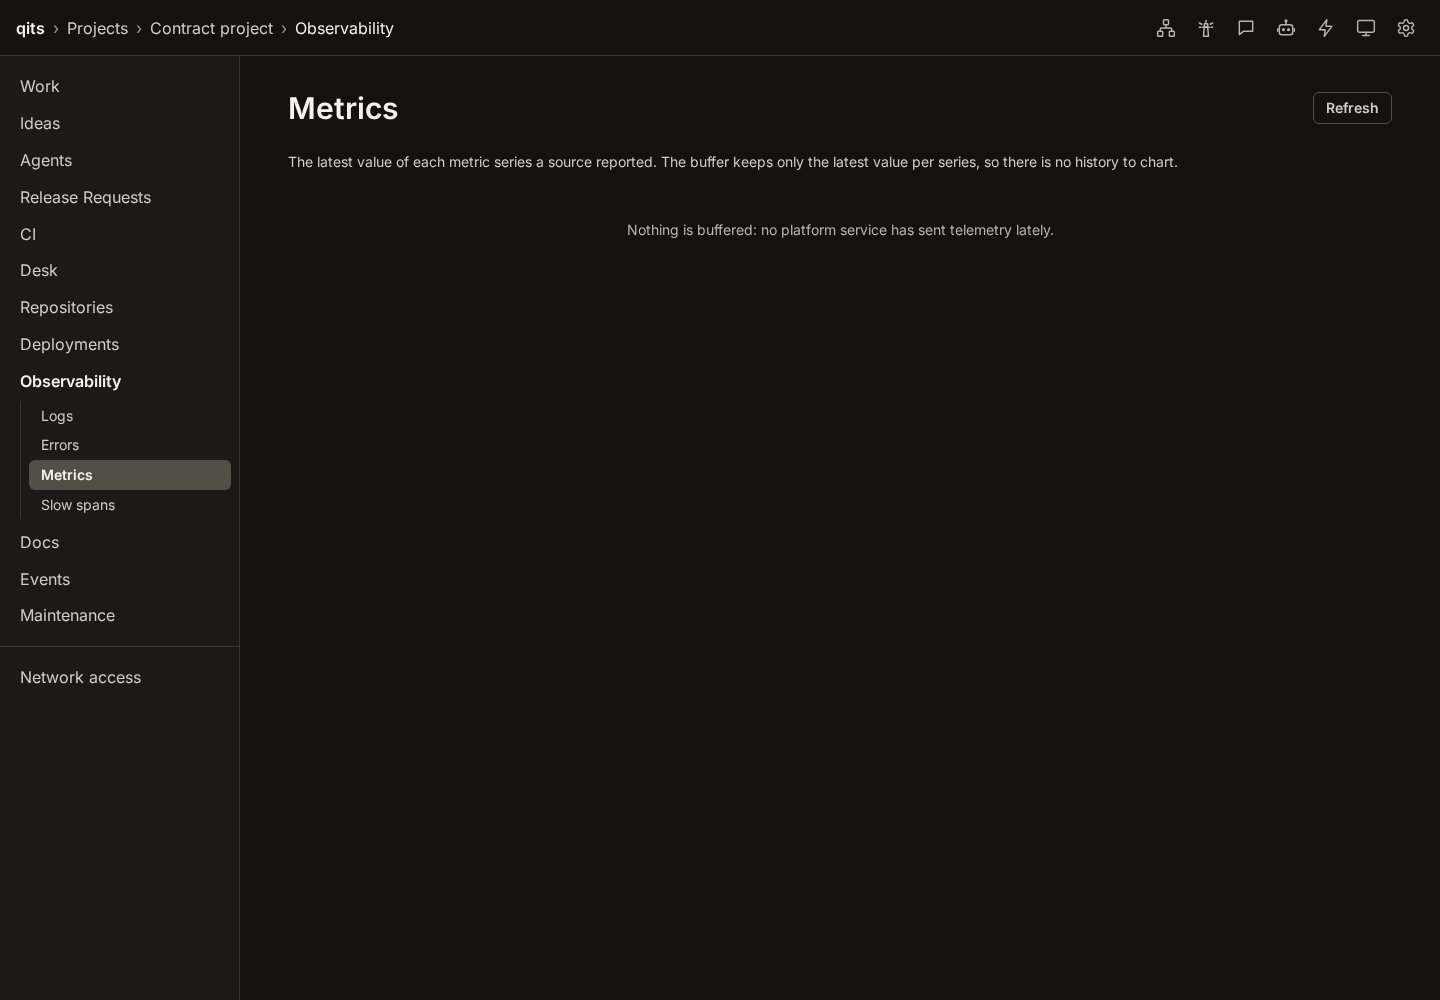 qits › Projects › Contract project › Observability
Work
Ideas
Agents
Release Requests
CI
Desk
Repositories
Deployments
Observability
Logs
Errors
Metrics
Slow spans
Docs
Events
Maintenance
Network access
Metrics
Refresh
The latest value of each metric series a source reported. The buffer keeps only the latest value per series, so there is no history to chart.
Nothing is buffered: no platform service has sent telemetry lately.